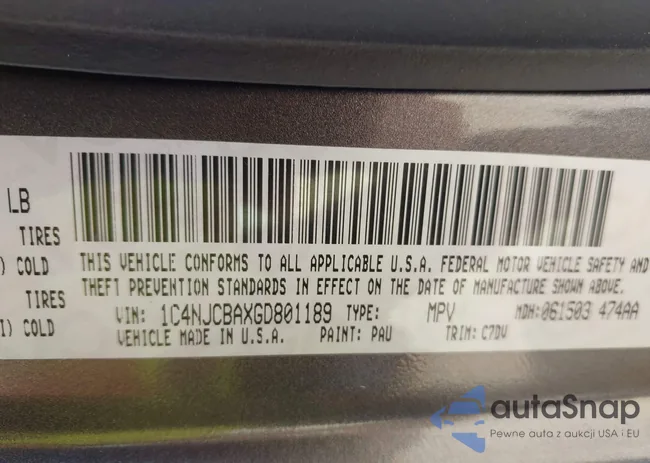 LB
TIRES
) COLD THIS VEHICLE CONFORMS TO ALL APPLICABLE U.S.A. FEDERAL MOTOR VEHICLE SAFETY AND
TIRES THEFT PREVENTION STANDARDS IN EFFECT ON THE DATE OF MANUFACTURE SHOWN ABOVE.
I) COLD VIN: 1C4NJCBAXGD801189 TYPE: MPV MDH:061503 474AA
VEHICLE MADE IN U.S.A. PAINT: PAU TRIM: C7DV
autaSnap
Pewne auta z aukcji USA i EU